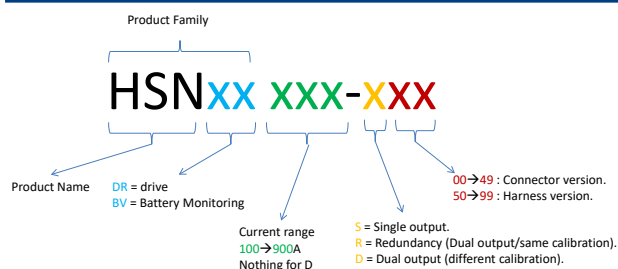 Product Family
HSNxx xxx-xxx
Product Name
DR = drive
BV = Battery Monitoring
Current range
100→900A
Nothing for D
S = Single output.
R = Redundancy (Dual output/same calibration).
D = Dual output (different calibration).
00→49 : Connector version.
50→99 : Harness version.